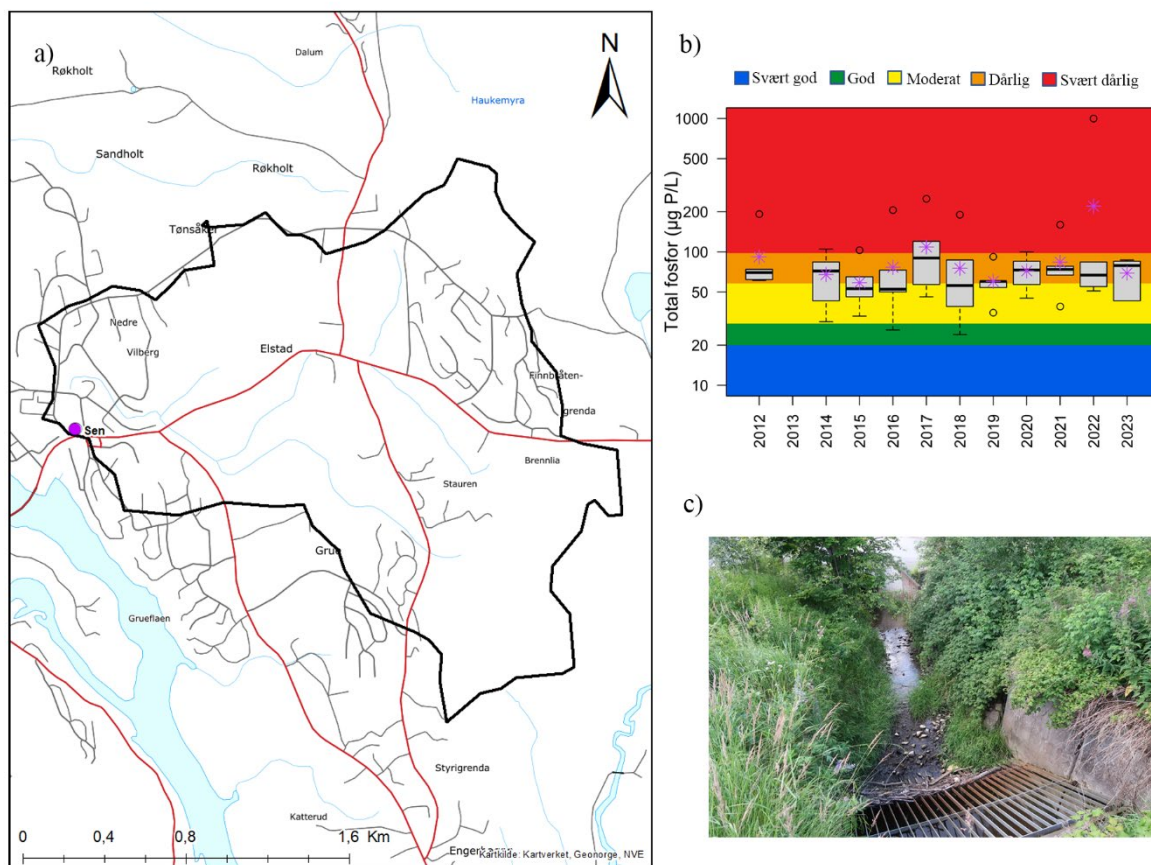 a)
N
Dalum
Røkholt
Haukemyra
Sandholt
Røkholt
Tønsåker
Nedre
Vilberg
Elstad
Finnbråten-
grenda
Sen
Brennlia
Stauren
Grue
Grueflaen
Styrigrenda
Katterud
0 0,4 0,8 1,6 Km
Kartkilde: Kartverket, Geonorge, NVE
b)
Svært god God Moderat Dårlig Svært dårlig
Total fosfor (µg P/L)
1000
500
200
100
50
20
10
2012 2013 2014 2015 2016 2017 2018 2019 2020 2021 2022 2023
c)